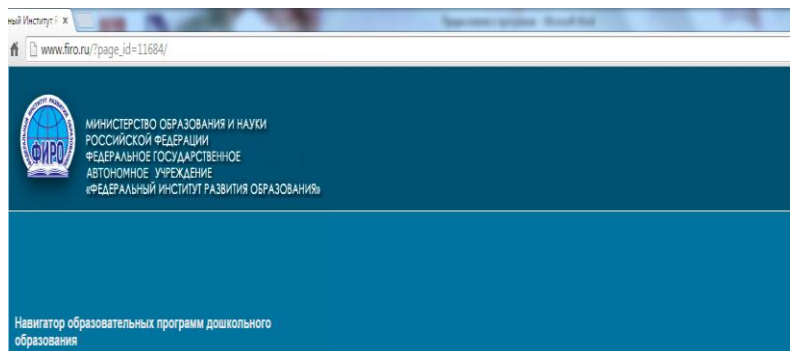 ный Институт Р x
www.firo.ru/?page_id=11684/
ФИРО
МИНИСТЕРСТВО ОБРАЗОВАНИЯ И НАУКИ
РОССИЙСКОЙ ФЕДЕРАЦИИ
ФЕДЕРАЛЬНОЕ ГОСУДАРСТВЕННОЕ
АВТОНОМНОЕ УЧРЕЖДЕНИЕ
«ФЕДЕРАЛЬНЫЙ ИНСТИТУТ РАЗВИТИЯ ОБРАЗОВАНИЯ»
Навигатор образовательных программ дошкольного
образования